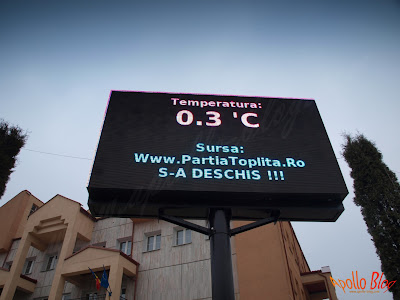 Temperatura:
0.3 'C
Sursa:
Www.PartiaToplita.Ro
S-A DESCHIS !!!
Apollo Blog